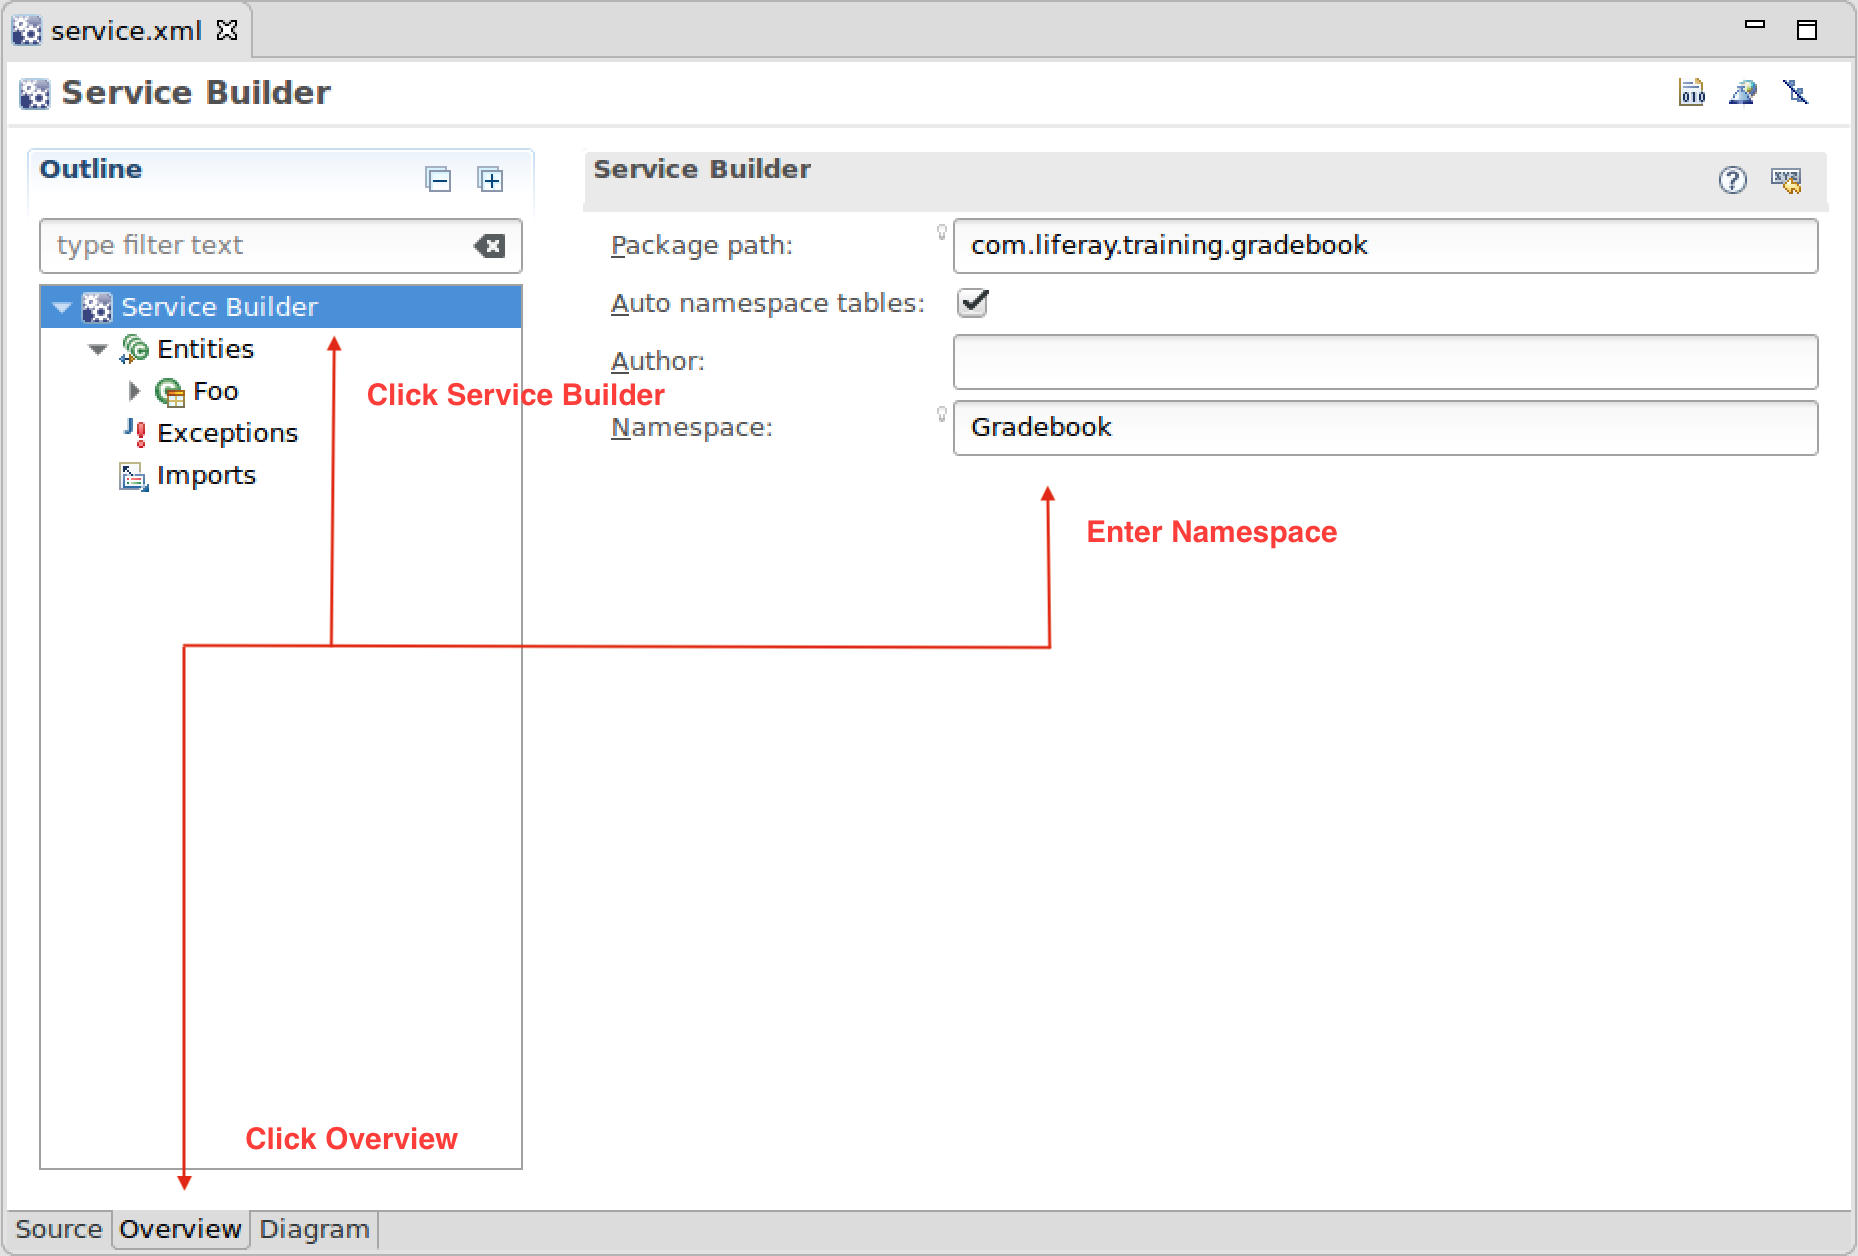 service.xml
Service Builder
010
Outline
type filter text
Service Builder
Entities
Foo
Exceptions
Imports
Click Service Builder
Service Builder
Package path: com.liferay.training.gradebook
Auto namespace tables:
Author:
Namespace: Gradebook
Enter Namespace
Click Overview
Source Overview Diagram